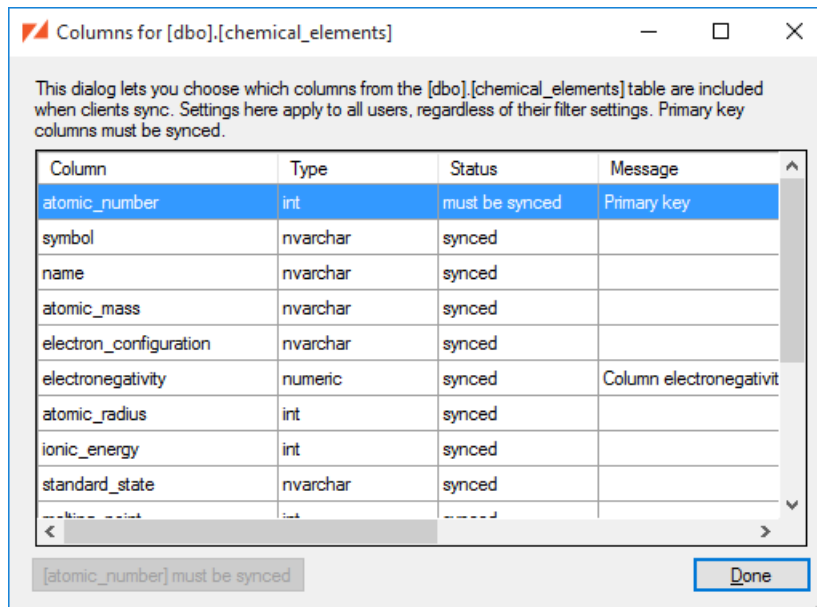 Columns for [dbo].[chemical_elements]
This dialog lets you choose which columns from the [dbo].[chemical_elements] table are included
when clients sync. Settings here apply to all users, regardless of their filter settings. Primary key
columns must be synced.
Column Type Status Message
atomic_number int must be synced Primary key
symbol nvarchar synced
name nvarchar synced
atomic_mass nvarchar synced
electron_configuration nvarchar synced
electronegativity numeric synced Column electronegativit
atomic_radius int synced
ionic_energy int synced
standard_state nvarchar synced
melting_point int synced
[atomic_number] must be synced
Done